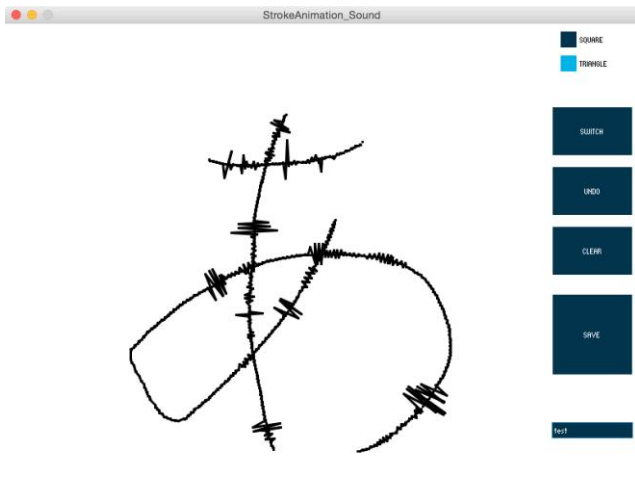 StrokeAnimation_Sound
SQUARE
TRIANGLE
あ
SWITCH
UNDO
CLEAR
SAVE
test